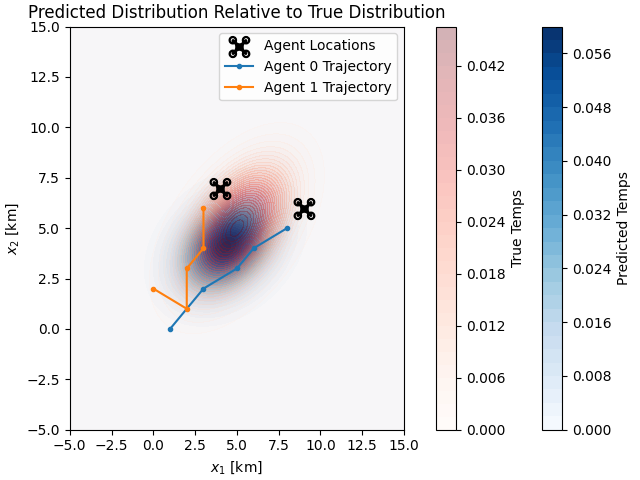 Predicted Distribution Relative to True Distribution
Agent Locations
Agent 0 Trajectory
Agent 1 Trajectory
15.0
12.5
10.0
7.5
5.0
2.5
0.0
−2.5
−5.0
x₂ [km]
−5.0 −2.5 0.0 2.5 5.0 7.5 10.0 12.5 15.0
x₁ [km]
0.042
0.036
0.030
0.024
0.018
0.012
0.006
0.000
True Temps
0.056
0.048
0.040
0.032
0.024
0.016
0.008
0.000
Predicted Temps